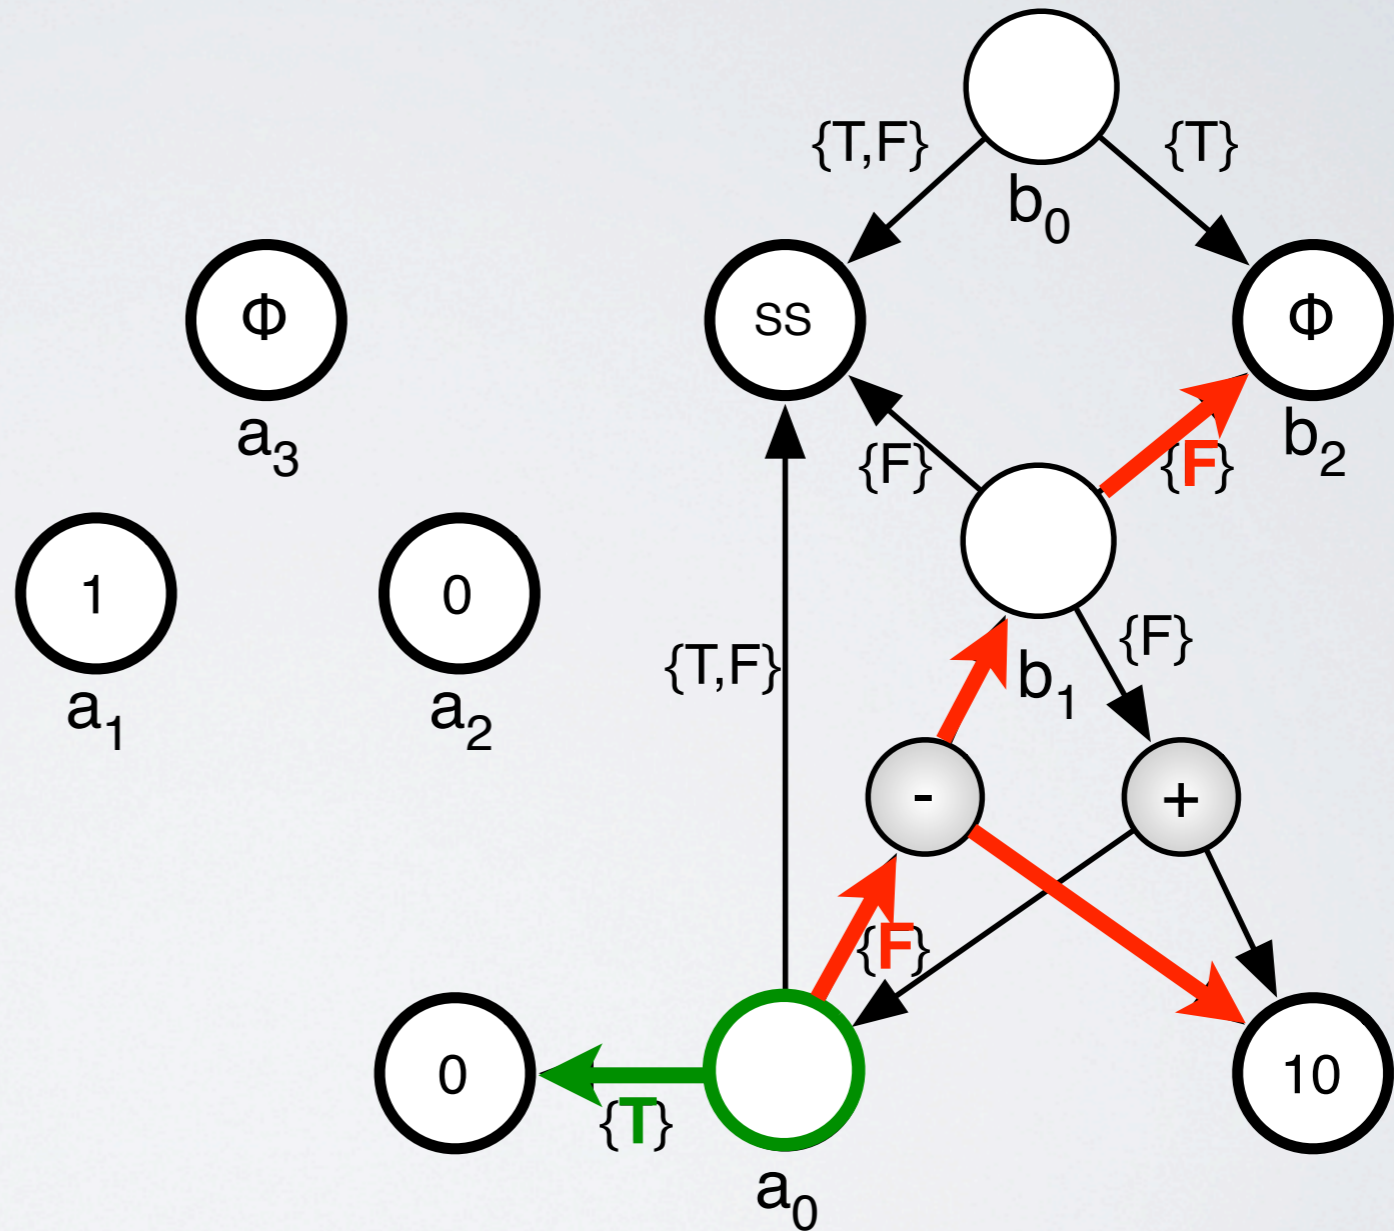 {T,F}
{T}
b0
Φ
a3
SS
Φ
b2
{F}
{F}
1
a1
0
a2
{T,F}
{F}
b1
-
+
{F}
0
{T}
a0
10